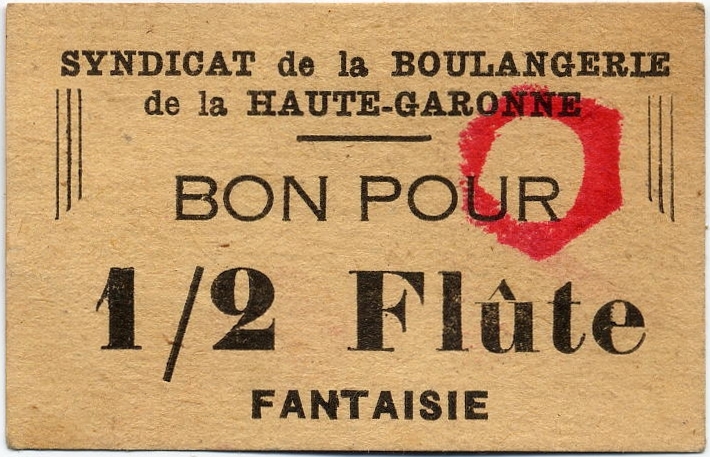 SYNDICAT de la BOULANGERIE
de la HAUTE-GARONNE
BON POUR
1/2 Flûte
FANTAISIE